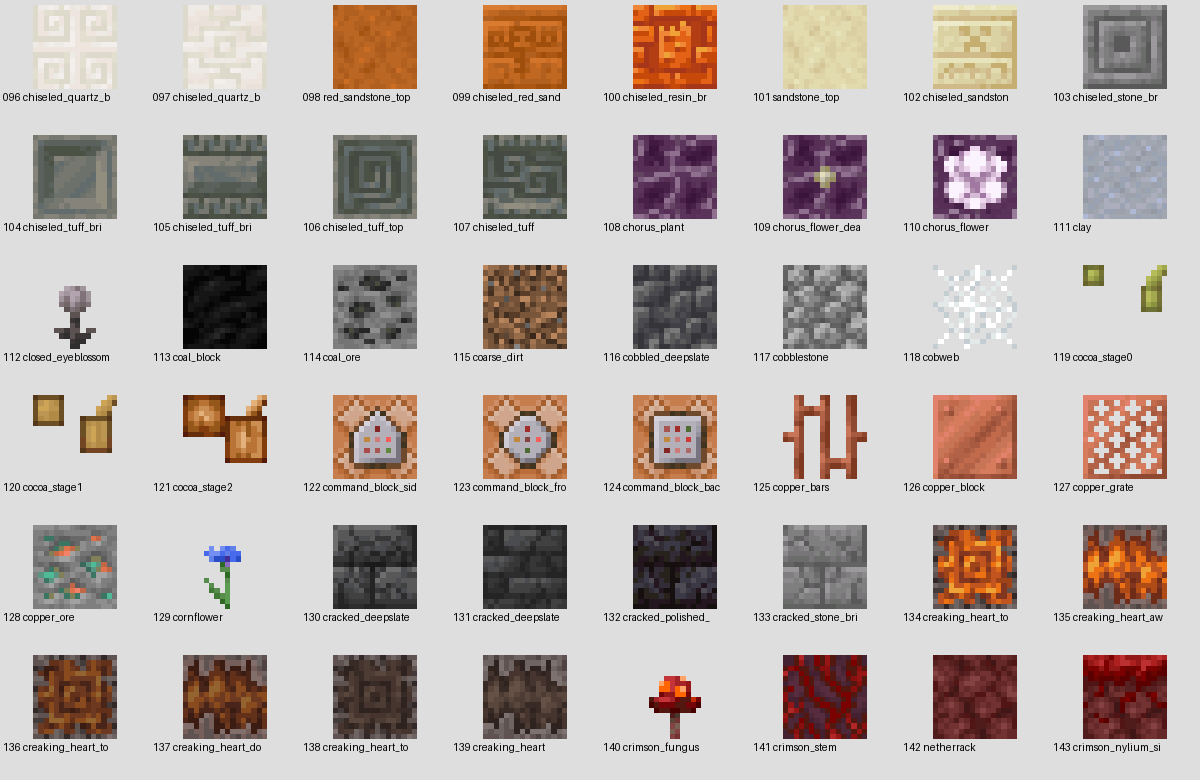 096 chiseled_quartz_b
097 chiseled_quartz_b
098 red_sandstone_top
099 chiseled_red_sand
100 chiseled_resin_br
101 sandstone_top
102 chiseled_sandston
103 chiseled_stone_br
104 chiseled_tuff_bri
105 chiseled_tuff_bri
106 chiseled_tuff_top
107 chiseled_tuff
108 chorus_plant
109 chorus_flower_dea
110 chorus_flower
111 clay
112 closed_eyeblossom
113 coal_block
114 coal_ore
115 coarse_dirt
116 cobbled_deepslate
117 cobblestone
118 cobweb
119 cocoa_stage0
120 cocoa_stage1
121 cocoa_stage2
122 command_block_sid
123 command_block_fro
124 command_block_bac
125 copper_bars
126 copper_block
127 copper_grate
128 copper_ore
129 cornflower
130 cracked_deepslate
131 cracked_deepslate
132 cracked_polished_
133 cracked_stone_bri
134 creaking_heart_to
135 creaking_heart_aw
136 creaking_heart_to
137 creaking_heart_do
138 creaking_heart_to
139 creaking_heart
140 crimson_fungus
141 crimson_stem
142 netherrack
143 crimson_nylium_si